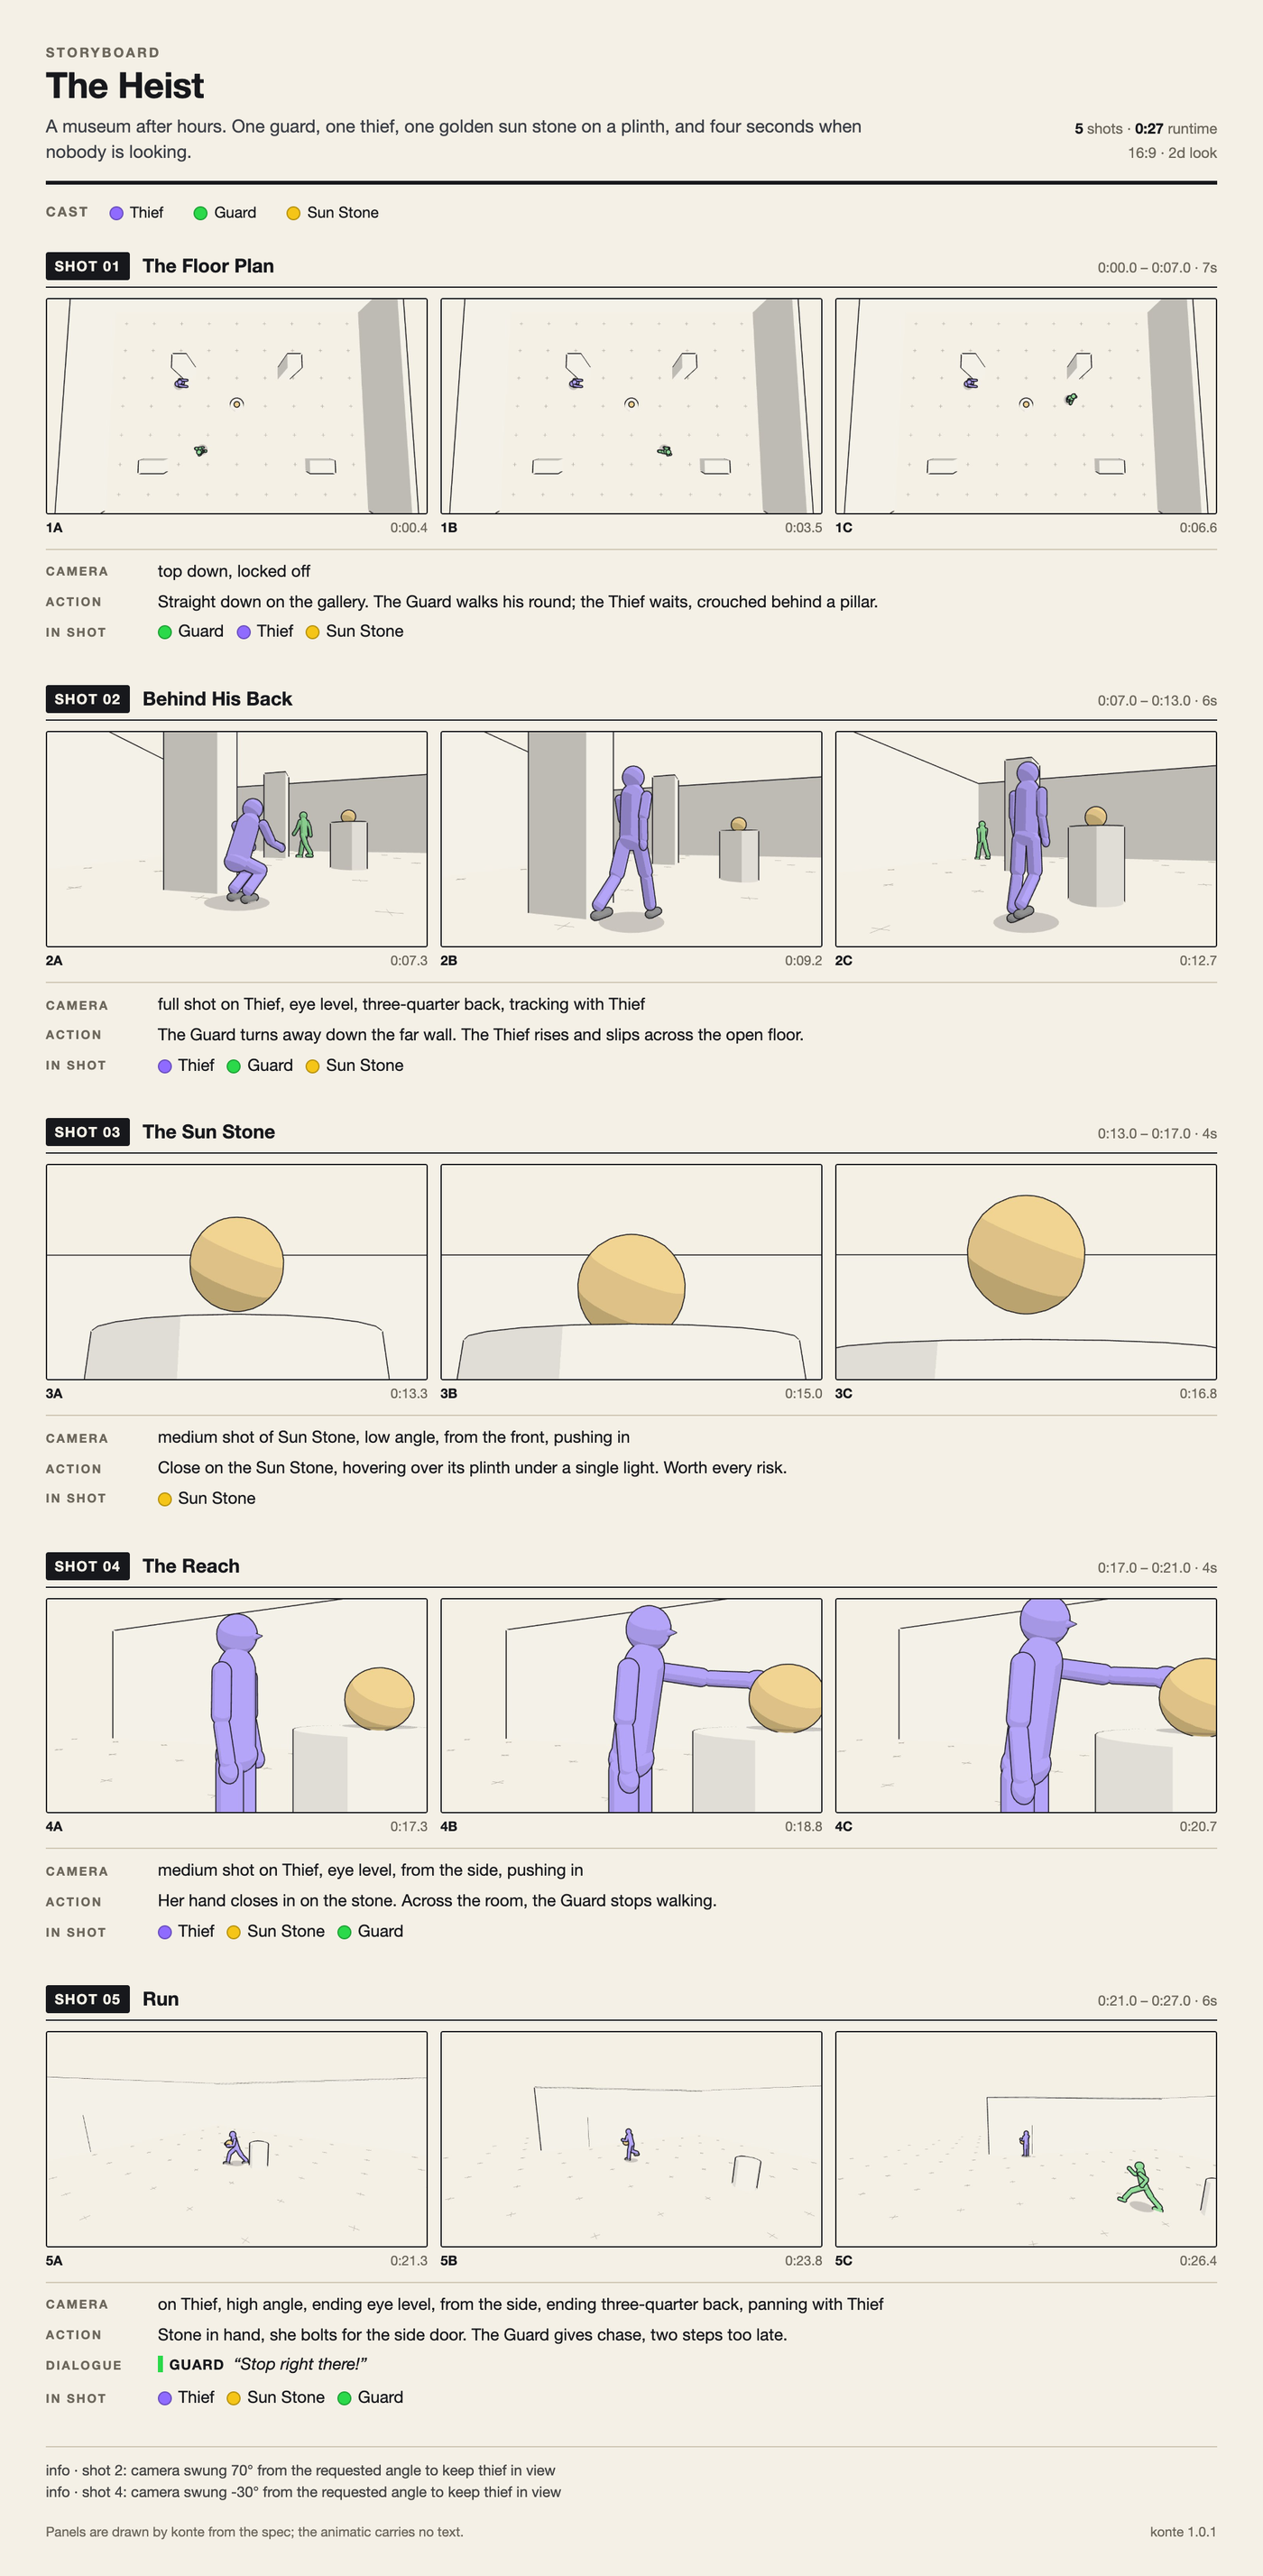 STORYBOARD
The Heist
A museum after hours. One guard, one thief, one golden sun stone on a plinth, and four seconds when
nobody is looking.
5 shots · 0:27 runtime
16:9 · 2d look
CAST Thief Guard Sun Stone
SHOT 01 The Floor Plan 0:00.0 – 0:07.0 · 7s
1A 0:00.4 1B 0:03.5 1C 0:06.6
CAMERA top down, locked off
ACTION Straight down on the gallery. The Guard walks his round; the Thief waits, crouched behind a pillar.
IN SHOT Guard Thief Sun Stone
SHOT 02 Behind His Back 0:07.0 – 0:13.0 · 6s
2A 0:07.3 2B 0:09.2 2C 0:12.7
CAMERA full shot on Thief, eye level, three-quarter back, tracking with Thief
ACTION The Guard turns away down the far wall. The Thief rises and slips across the open floor.
IN SHOT Thief Guard Sun Stone
SHOT 03 The Sun Stone 0:13.0 – 0:17.0 · 4s
3A 0:13.3 3B 0:15.0 3C 0:16.8
CAMERA medium shot of Sun Stone, low angle, from the front, pushing in
ACTION Close on the Sun Stone, hovering over its plinth under a single light. Worth every risk.
IN SHOT Sun Stone
SHOT 04 The Reach 0:17.0 – 0:21.0 · 4s
4A 0:17.3 4B 0:18.8 4C 0:20.7
CAMERA medium shot on Thief, eye level, from the side, pushing in
ACTION Her hand closes in on the stone. Across the room, the Guard stops walking.
IN SHOT Thief Sun Stone Guard
SHOT 05 Run 0:21.0 – 0:27.0 · 6s
5A 0:21.3 5B 0:23.8 5C 0:26.4
CAMERA on Thief, high angle, ending eye level, from the side, ending three-quarter back, panning with Thief
ACTION Stone in hand, she bolts for the side door. The Guard gives chase, two steps too late.
DIALOGUE GUARD “Stop right there!”
IN SHOT Thief Sun Stone Guard
info · shot 2: camera swung 70° from the requested angle to keep thief in view
info · shot 4: camera swung -30° from the requested angle to keep thief in view
Panels are drawn by konte from the spec; the animatic carries no text. konte 1.0.1